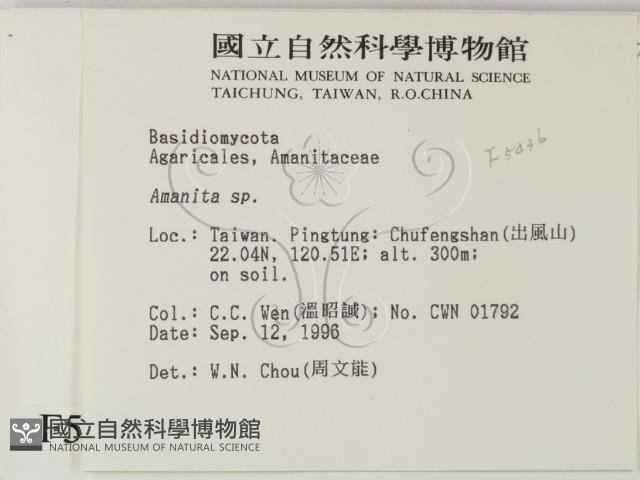 國立自然科學博物館
NATIONAL MUSEUM OF NATURAL SCIENCE
TAICHUNG, TAIWAN, R.O.CHINA
Basidiomycota
Agaricales, Amanitaceae
F5436
Amanita sp.
Loc.: Taiwan. Pingtung: Chufengshan(出風山)
22.04N, 120.51E; alt. 300m;
on soil.
Col.: C.C. Wen(溫昭誠); No. CWN 01792
Date: Sep. 12, 1996
Det.: W.N. Chou(周文能)
F5
國立自然科學博物館
NATIONAL MUSEUM OF NATURAL SCIENCE